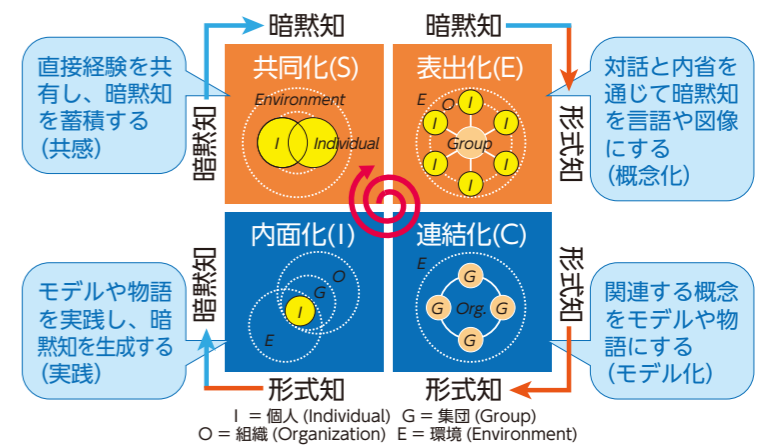 暗黙知
暗黙知
直接経験を共
有し、暗黙知
を蓄積する
(共感)
暗黙知
共同化(S)
Environment
I
Individual
表出化(E)
E
O
I
I
I
Group
I
I
I
形式知
対話と内省を
通じて暗黙知
を言語や図像
にする
(概念化)
モデルや物語
を実践し、暗
黙知を生成する
(実践)
暗黙知
内面化(I)
O
G
I
E
連結化(C)
E
G
G
Org.
G
G
形式知
関連する概念
をモデルや物
語にする
(モデル化)
形式知
形式知
I = 個人 (Individual) G = 集団 (Group)
O = 組織 (Organization) E = 環境 (Environment)